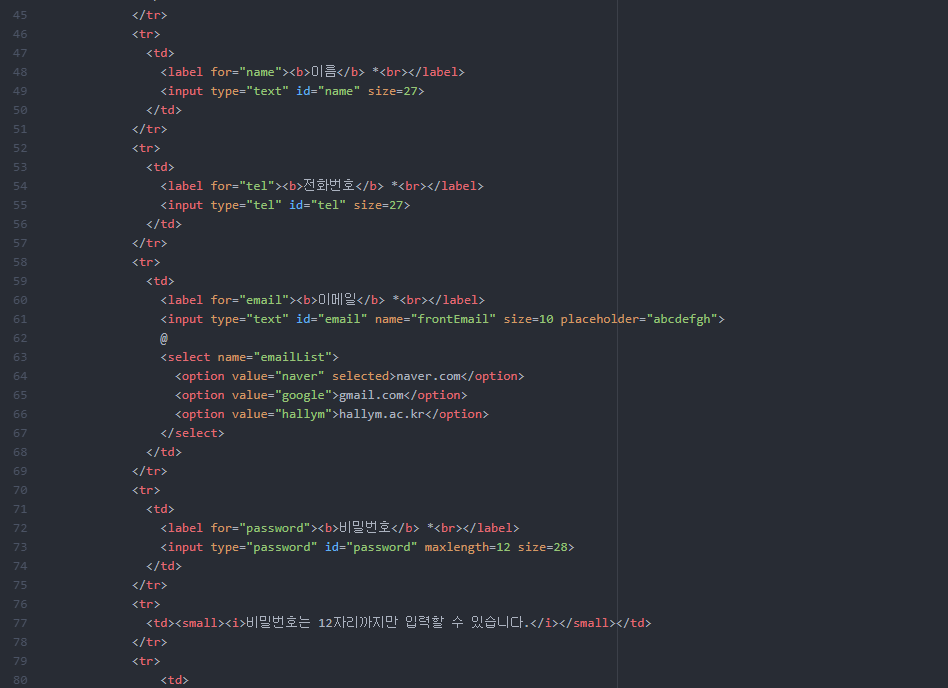 45 </tr>
46 <tr>
47 <td>
48 <label for="name"><b>이름</b> *<br></label>
49 <input type="text" id="name" size=27>
50 </td>
51 </tr>
52 <tr>
53 <td>
54 <label for="tel"><b>전화번호</b> *<br></label>
55 <input type="tel" id="tel" size=27>
56 </td>
57 </tr>
58 <tr>
59 <td>
60 <label for="email"><b>이메일</b> *<br></label>
61 <input type="text" id="email" name="frontEmail" size=10 placeholder="abcdefgh">
62 @
63 <select name="emailList">
64 <option value="naver" selected>naver.com</option>
65 <option value="google">gmail.com</option>
66 <option value="hallym">hallym.ac.kr</option>
67 </select>
68 </td>
69 </tr>
70 <tr>
71 <td>
72 <label for="password"><b>비밀번호</b> *<br></label>
73 <input type="password" id="password" maxlength=12 size=28>
74 </td>
75 </tr>
76 <tr>
77 <td><small><i>비밀번호는 12자리까지만 입력할 수 있습니다.</i></small></td>
78 </tr>
79 <tr>
80 <td>